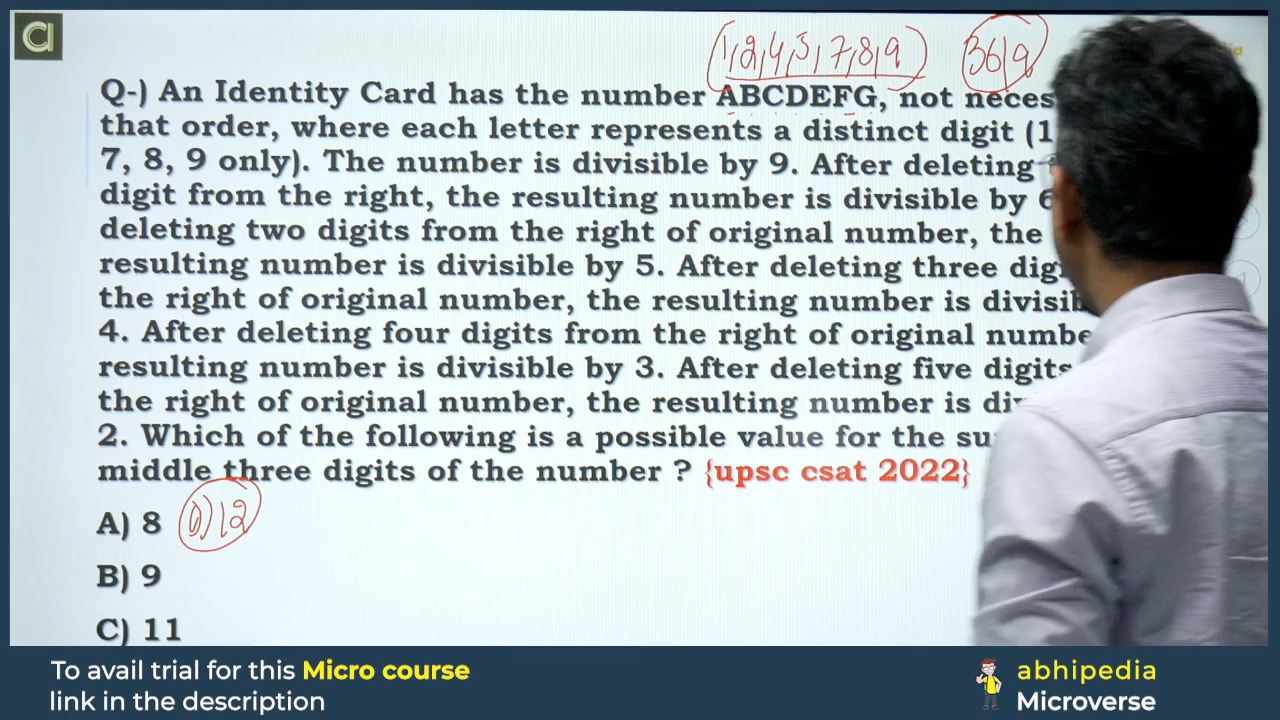 CA
1,2,4,5,7,8,9 36/9
Q-) An Identity Card has the number ABCDEFG, not neces
that order, where each letter represents a distinct digit (1
7, 8, 9 only). The number is divisible by 9. After deleting
digit from the right, the resulting number is divisible by 6
deleting two digits from the right of original number, the
resulting number is divisible by 5. After deleting three digi
the right of original number, the resulting number is divisib
4. After deleting four digits from the right of original numbe
resulting number is divisible by 3. After deleting five digits
the right of original number, the resulting number is div
2. Which of the following is a possible value for the su
middle three digits of the number ? {upsc csat 2022}
A) 8 D) 12
B) 9
C) 11
To avail trial for this Micro course
link in the description
abhipedia
Microverse